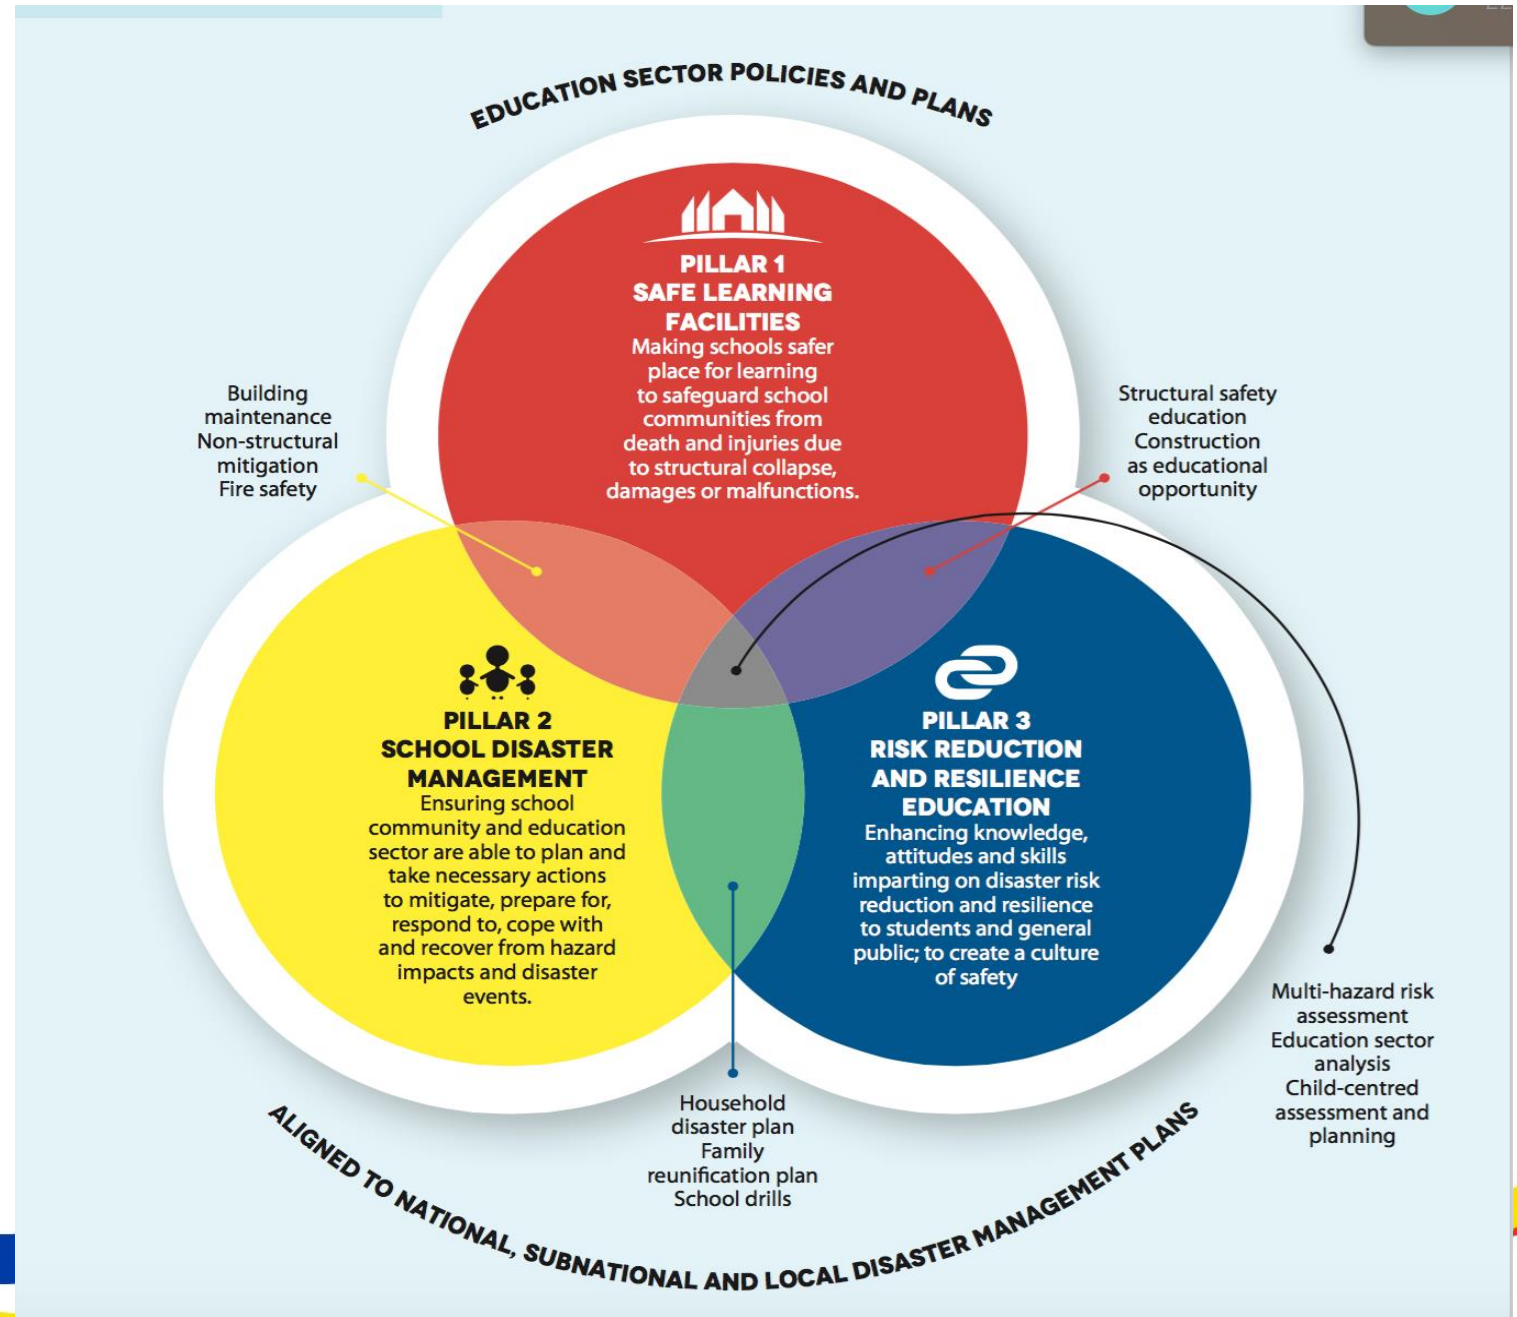 EDUCATION SECTOR POLICIES AND PLANS
PILLAR 1
SAFE LEARNING
FACILITIES
Making schools safer
place for learning
to safeguard school
communities from
death and injuries due
to structural collapse,
damages or malfunctions.
Building
maintenance
Non-structural
mitigation
Fire safety
Structural safety
education
Construction
as educational
opportunity
PILLAR 2
SCHOOL DISASTER
MANAGEMENT
Ensuring school
community and education
sector are able to plan and
take necessary actions
to mitigate, prepare for,
respond to, cope with
and recover from hazard
impacts and disaster
events.
PILLAR 3
RISK REDUCTION
AND RESILIENCE
EDUCATION
Enhancing knowledge,
attitudes and skills
imparting on disaster risk
reduction and resilience
to students and general
public; to create a culture
of safety
Multi-hazard risk
assessment
Education sector
analysis
Child-centred
assessment and
planning
Household
disaster plan
Family
reunification plan
School drills
ALIGNED TO NATIONAL, SUBNATIONAL AND LOCAL DISASTER MANAGEMENT PLANS